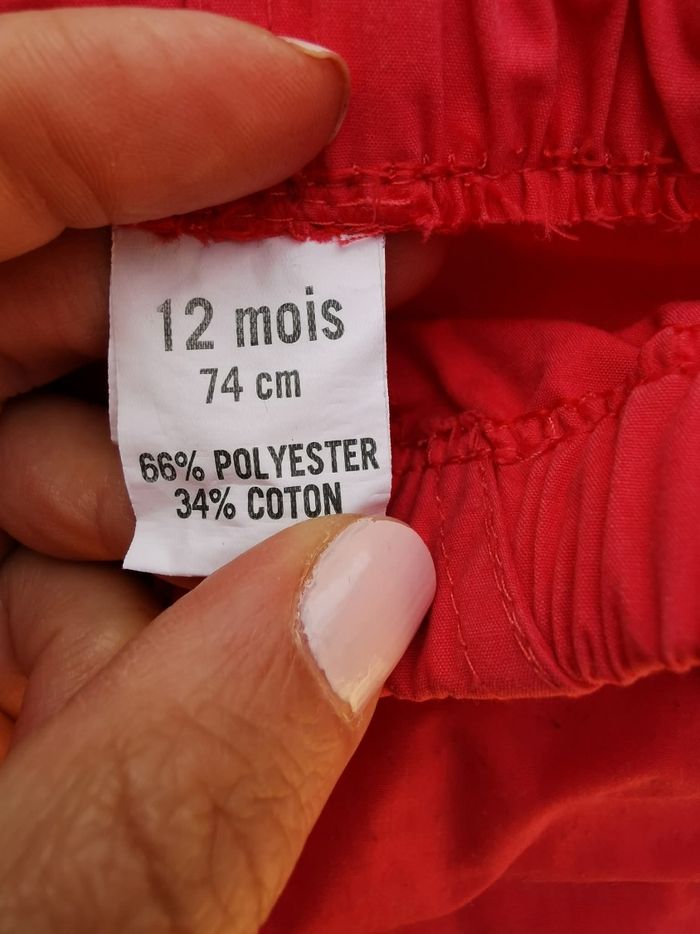 12 mois
74 cm
66% POLYESTER
34% COTON